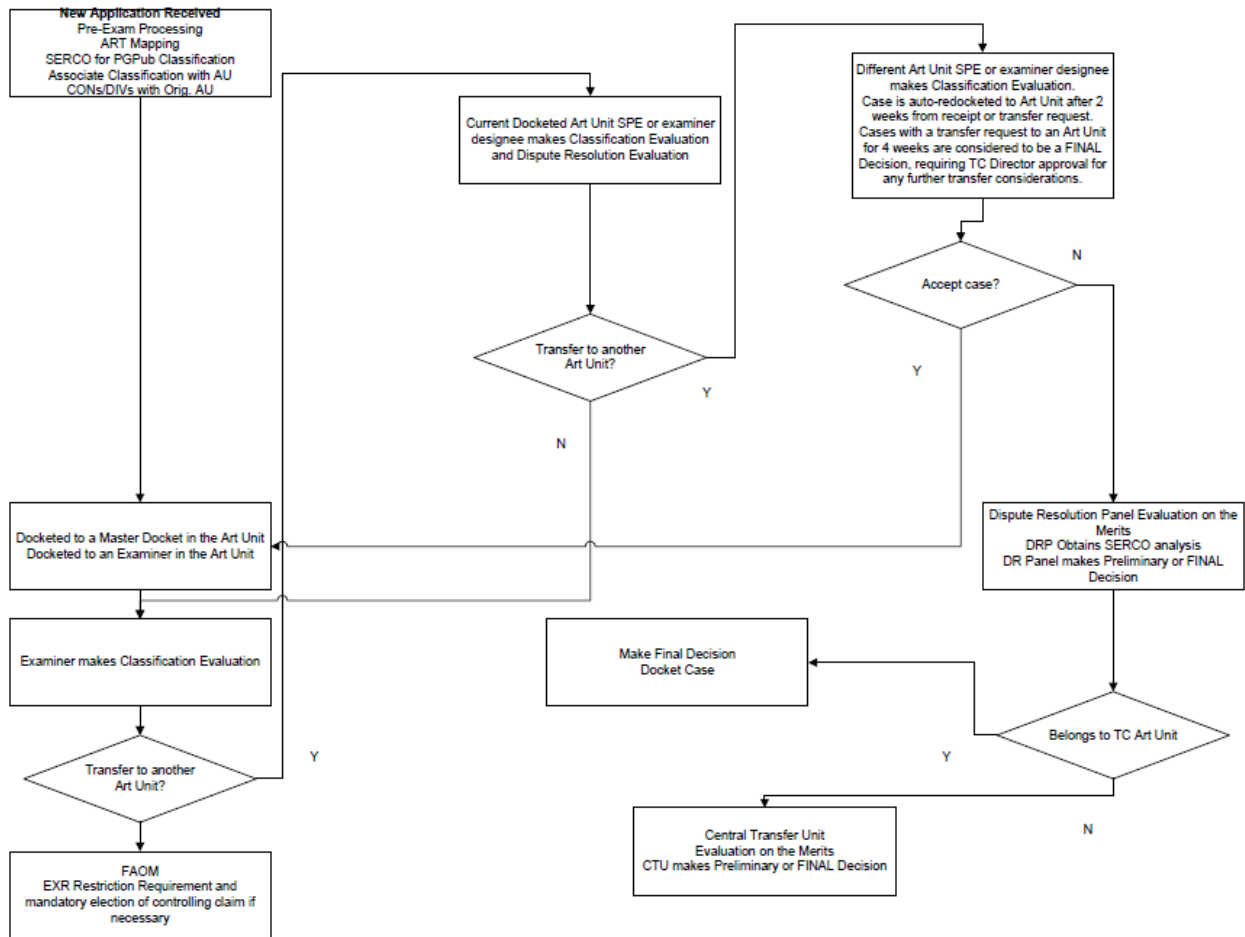 New Application Received
Pre-Exam Processing
ART Mapping
SERCO for PGPub Classification
Associate Classification with AU
CONs/DIVs with Orig. AU
Current Docketed Art Unit SPE or examiner
designee makes Classification Evaluation
and Dispute Resolution Evaluation
Different Art Unit SPE or examiner designee
makes Classification Evaluation.
Case is auto-redocketed to Art Unit after 2
weeks from receipt or transfer request.
Cases with a transfer request to an Art Unit
for 4 weeks are considered to be a FINAL
Decision, requiring TC Director approval for
any further transfer considerations.
Accept case?
N
Y
Transfer to another
Art Unit?
Y
N
Docketed to a Master Docket in the Art Unit
Docketed to an Examiner in the Art Unit
Dispute Resolution Panel Evaluation on the
Merits
DRP Obtains SERCO analysis
DR Panel makes Preliminary or FINAL
Decision
Examiner makes Classification Evaluation
Make Final Decision
Docket Case
Belongs to TC Art Unit
Y
N
Transfer to another
Art Unit?
Y
Central Transfer Unit
Evaluation on the Merits
CTU makes Preliminary or FINAL Decision
FAOM
EXR Restriction Requirement and
mandatory election of controlling claim if
necessary